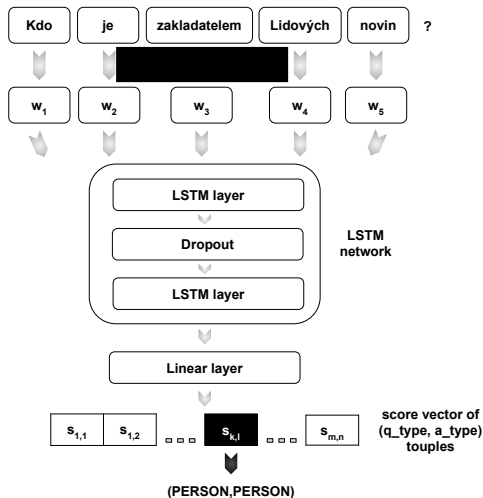 Kdo je zakladatelem Lidových novin ?
w1 w2 w3 w4 w5
LSTM layer
Dropout
LSTM layer
LSTM
network
Linear layer
s1,1 s1,2 sk,l sm,n
score vector of
(q_type, a_type)
touples
(PERSON,PERSON)